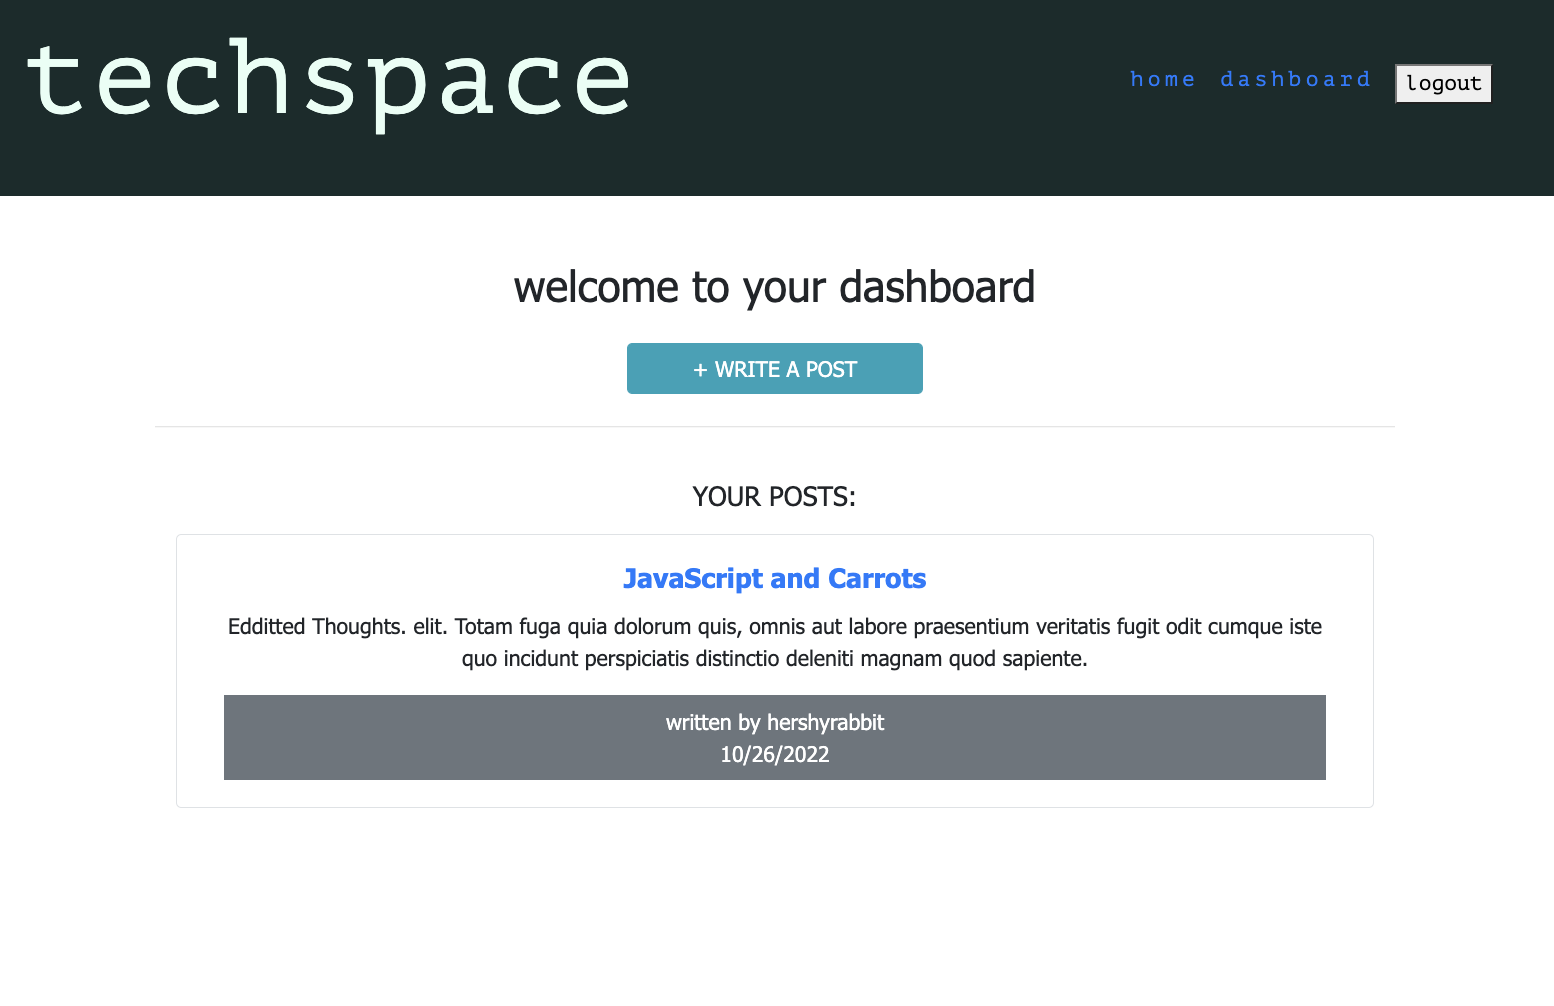 techspace
home dashboard logout
welcome to your dashboard
+ WRITE A POST
YOUR POSTS:
JavaScript and Carrots
Edditted Thoughts. elit. Totam fuga quia dolorum quis, omnis aut labore praesentium veritatis fugit odit cumque iste
quo incidunt perspiciatis distinctio deleniti magnam quod sapiente.
written by hershyrabbit
10/26/2022